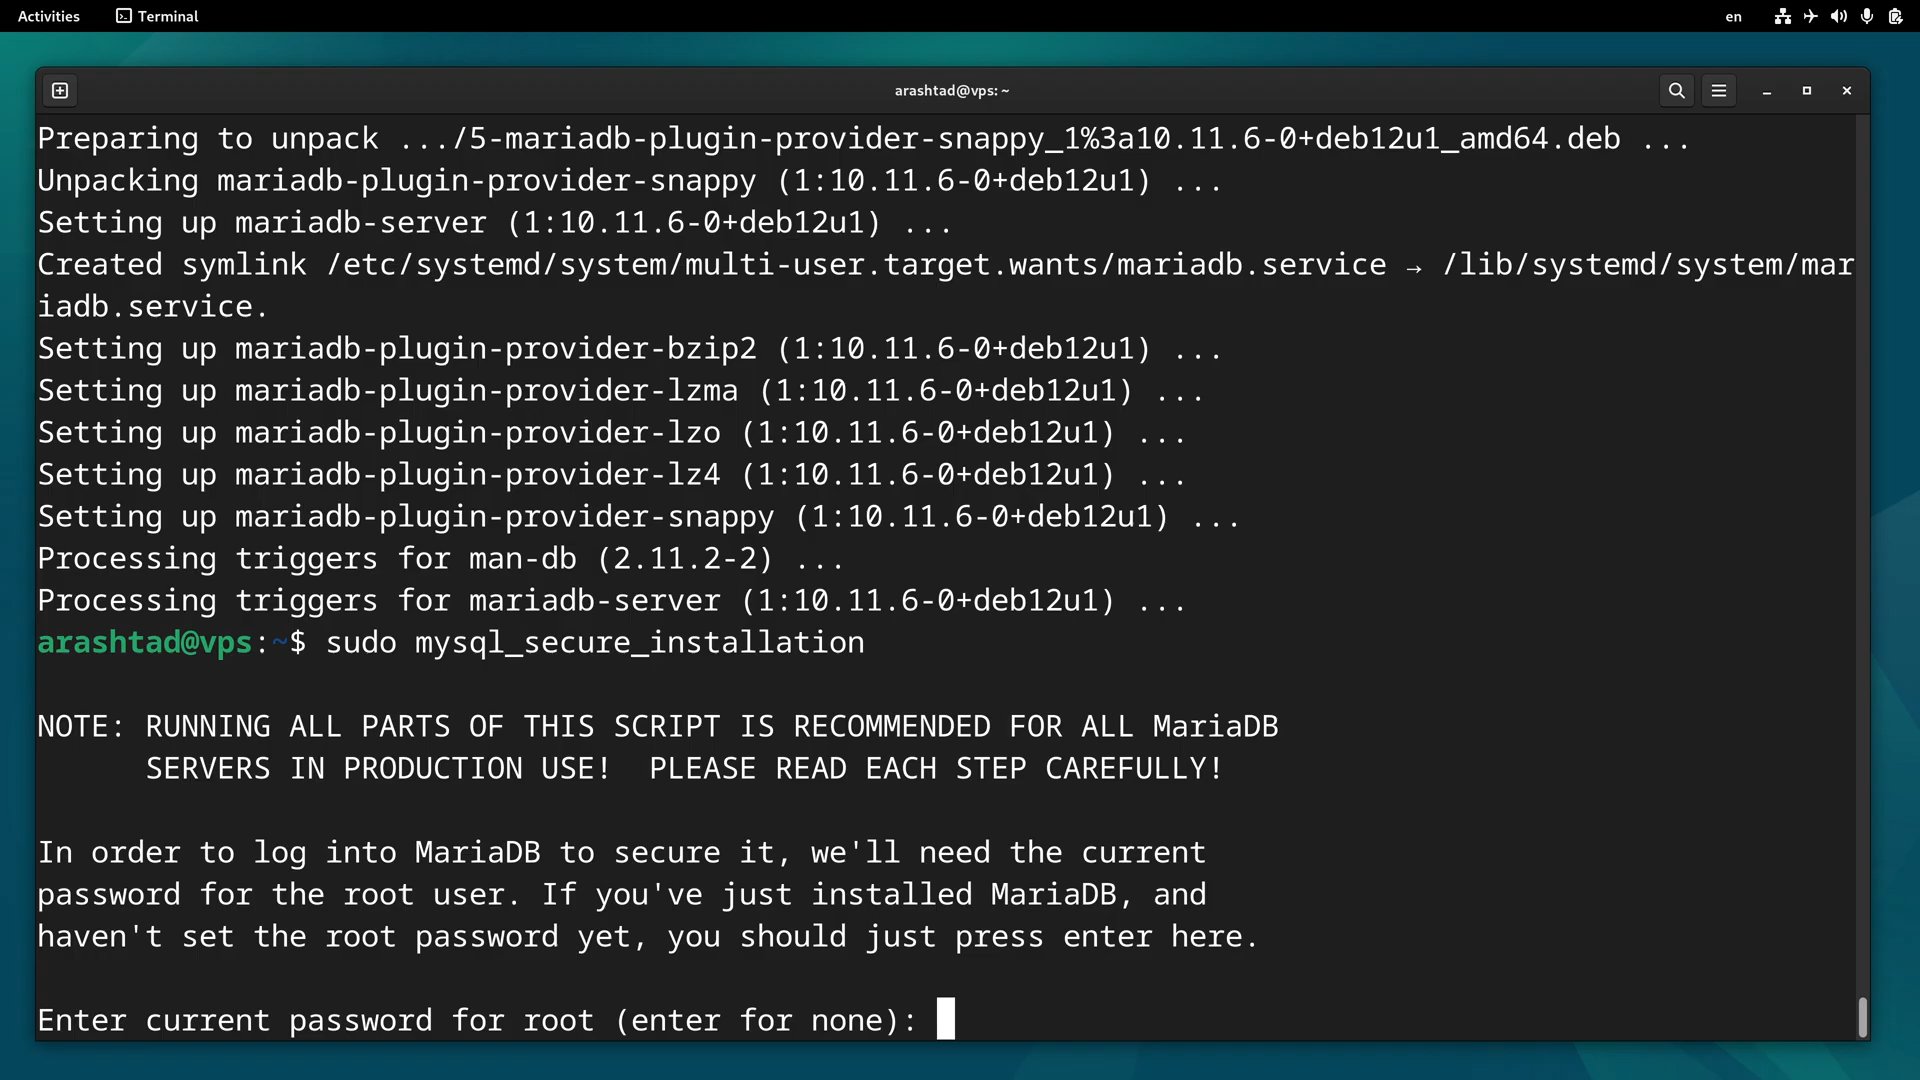 Activities
Terminal
en
arashtad@vps: ~
Preparing to unpack .../5-mariadb-plugin-provider-snappy_1%3a10.11.6-0+deb12u1_amd64.deb ...
Unpacking mariadb-plugin-provider-snappy (1:10.11.6-0+deb12u1) ...
Setting up mariadb-server (1:10.11.6-0+deb12u1) ...
Created symlink /etc/systemd/system/multi-user.target.wants/mariadb.service → /lib/systemd/system/mar
iadb.service.
Setting up mariadb-plugin-provider-bzip2 (1:10.11.6-0+deb12u1) ...
Setting up mariadb-plugin-provider-lzma (1:10.11.6-0+deb12u1) ...
Setting up mariadb-plugin-provider-lzo (1:10.11.6-0+deb12u1) ...
Setting up mariadb-plugin-provider-lz4 (1:10.11.6-0+deb12u1) ...
Setting up mariadb-plugin-provider-snappy (1:10.11.6-0+deb12u1) ...
Processing triggers for man-db (2.11.2-2) ...
Processing triggers for mariadb-server (1:10.11.6-0+deb12u1) ...
arashtad@vps:~$ sudo mysql_secure_installation
NOTE: RUNNING ALL PARTS OF THIS SCRIPT IS RECOMMENDED FOR ALL MariaDB
SERVERS IN PRODUCTION USE!  PLEASE READ EACH STEP CAREFULLY!
In order to log into MariaDB to secure it, we'll need the current
password for the root user. If you've just installed MariaDB, and
haven't set the root password yet, you should just press enter here.
Enter current password for root (enter for none):